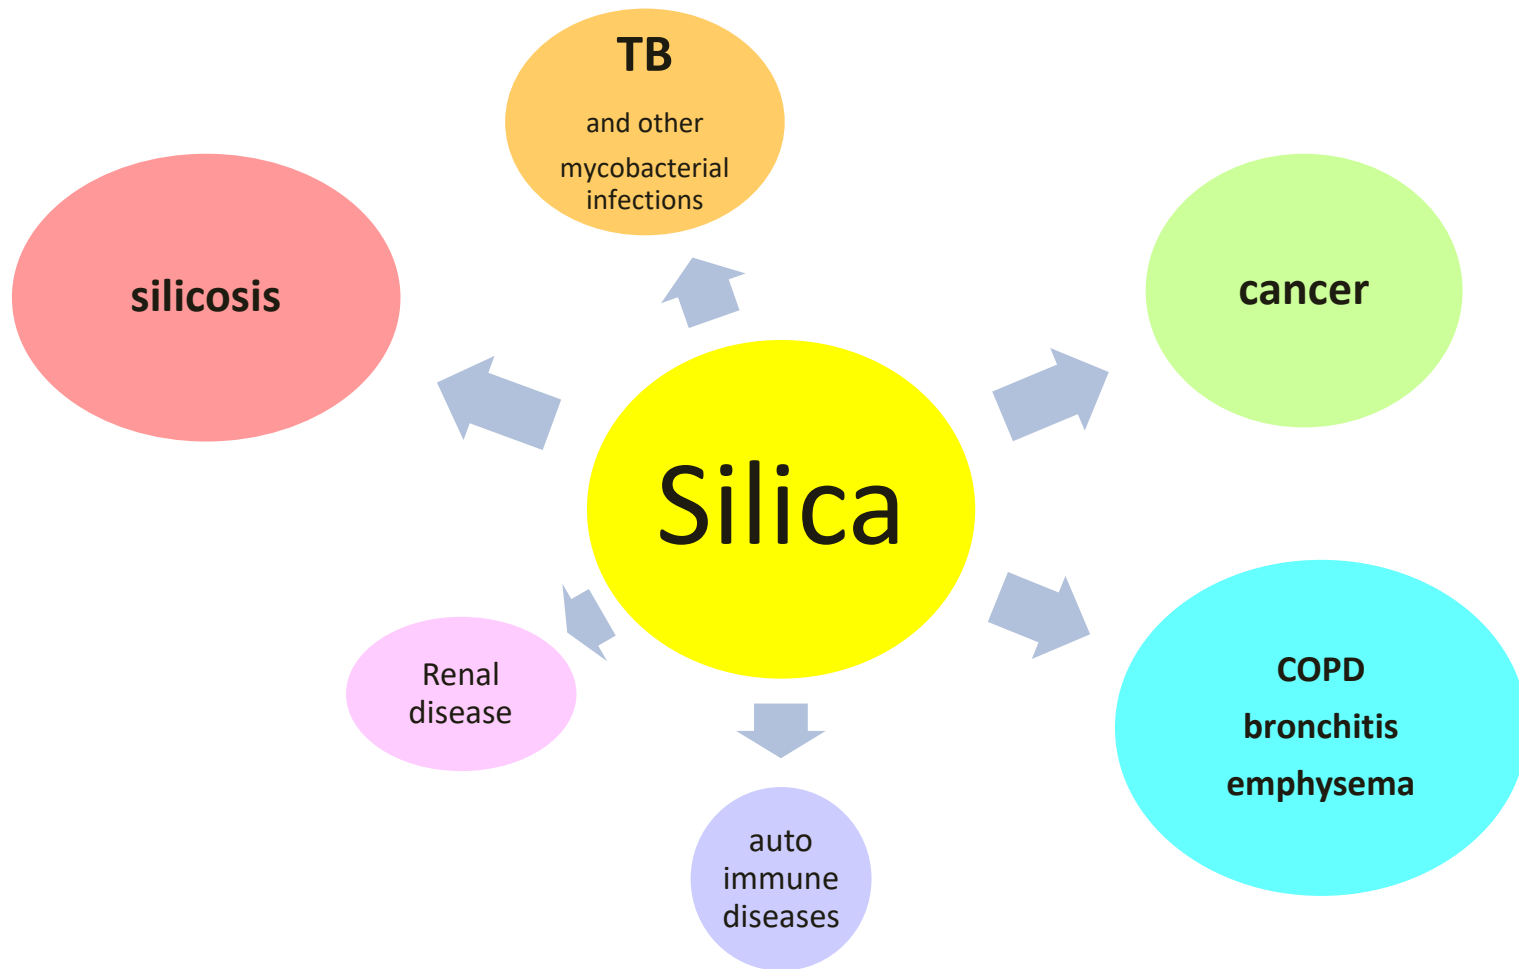 TB
and other
mycobacterial
infections
silicosis
cancer
Silica
Renal
disease
COPD
bronchitis
emphysema
auto
immune
diseases